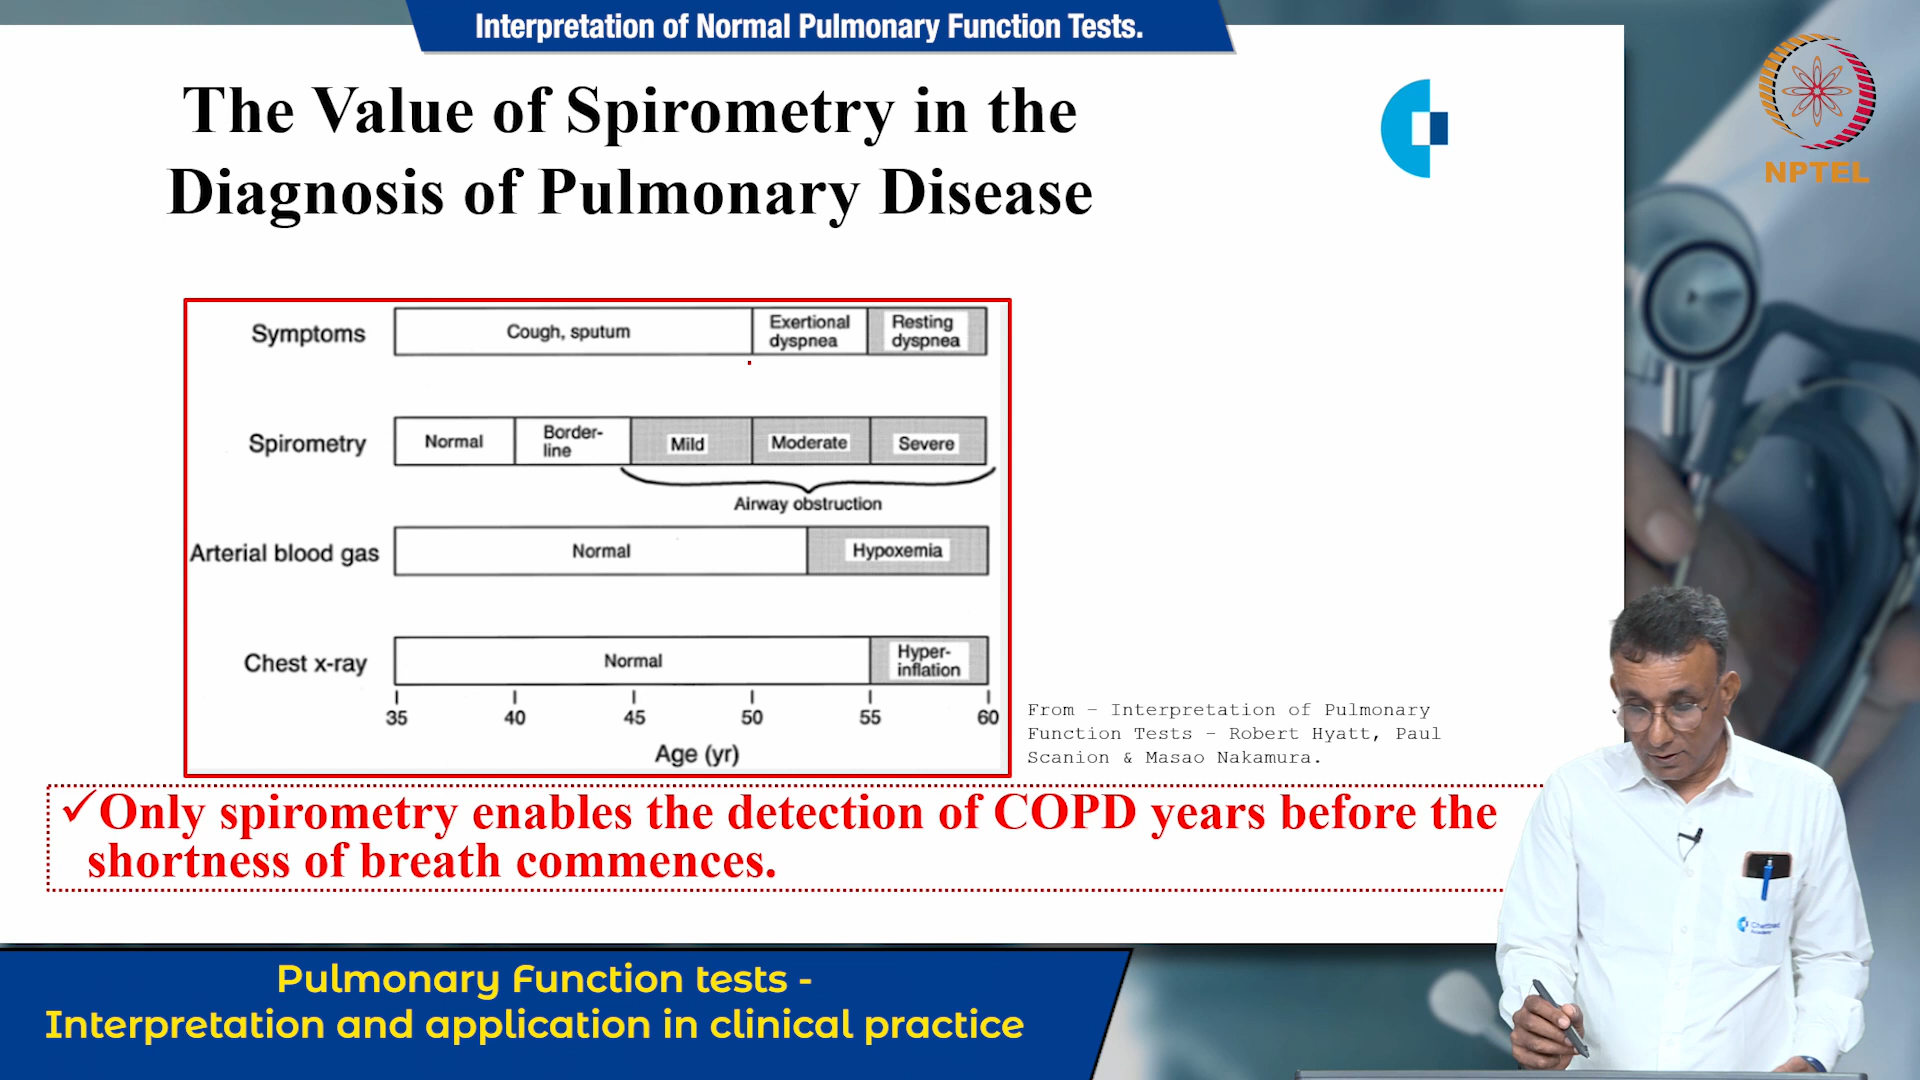 Interpretation of Normal Pulmonary Function Tests.
The Value of Spirometry in the
Diagnosis of Pulmonary Disease
NPTEL
Symptoms
Cough, sputum
Exertional
dyspnea
Resting
dyspnea
Spirometry
Normal
Border-
line
Mild
Moderate
Severe
Airway obstruction
Arterial blood gas
Normal
Hypoxemia
Chest x-ray
Normal
Hyper-
inflation
35 40 45 50 55 60
Age (yr)
From – Interpretation of Pulmonary
Function Tests – Robert Hyatt, Paul
Scanion & Masao Nakamura.
✓Only spirometry enables the detection of COPD years before the
shortness of breath commences.
Chettinad
Pulmonary Function tests -
Interpretation and application in clinical practice